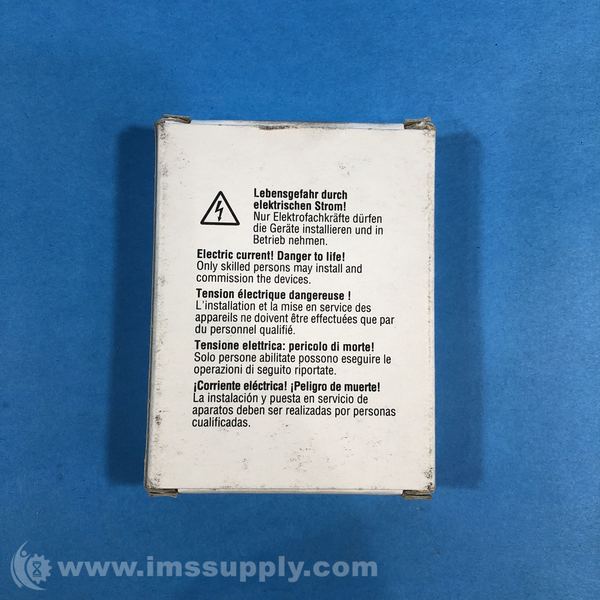 Lebensgefahr durch
elektrischen Strom!
Nur Elektrofachkräfte dürfen
die Geräte installieren und in
Betrieb nehmen.
Electric current! Danger to life!
Only skilled persons may install and
commission the devices.
Tension électrique dangereuse !
L'installation et la mise en service des
appareils ne doivent être effectuées que par
du personnel qualifié.
Tensione elettrica: pericolo di morte!
Solo persone abilitate possono eseguire le
operazioni di seguito riportate.
¡Corriente eléctrica! ¡Peligro de muerte!
La instalación y puesta en servicio de
aparatos deben ser realizadas por personas
cualificadas.
www.imssupply.com